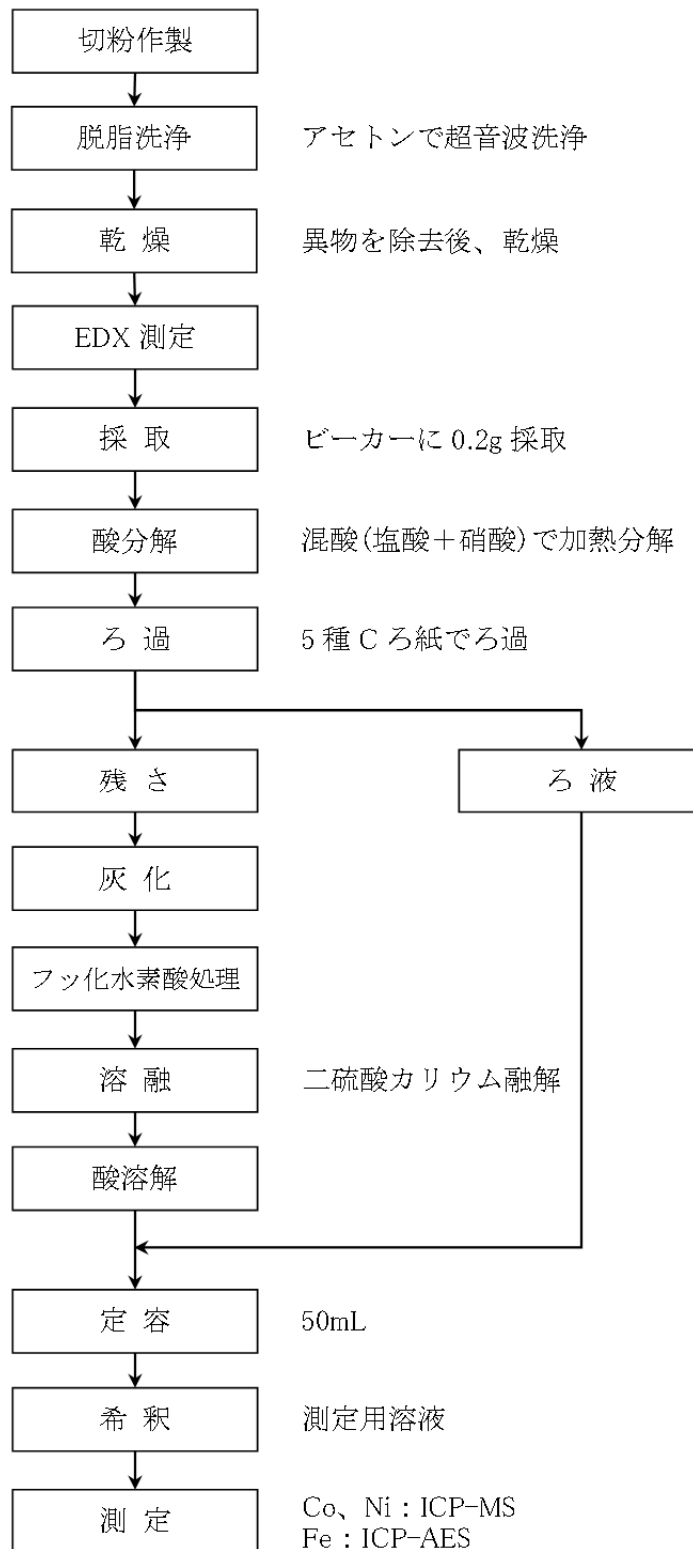 切粉作製
脱脂洗浄 アセトンで超音波洗浄
乾 燥 異物を除去後、乾燥
EDX 測定
採 取 ビーカーに 0.2g 採取
酸分解 混酸(塩酸＋硝酸)で加熱分解
ろ 過 5 種 C ろ紙でろ過
残 さ ろ 液
灰 化
フッ化水素酸処理
溶 融 二硫酸カリウム融解
酸溶解
定 容 50mL
希 釈 測定用溶液
測 定 Co、Ni：ICP-MS
Fe：ICP-AES